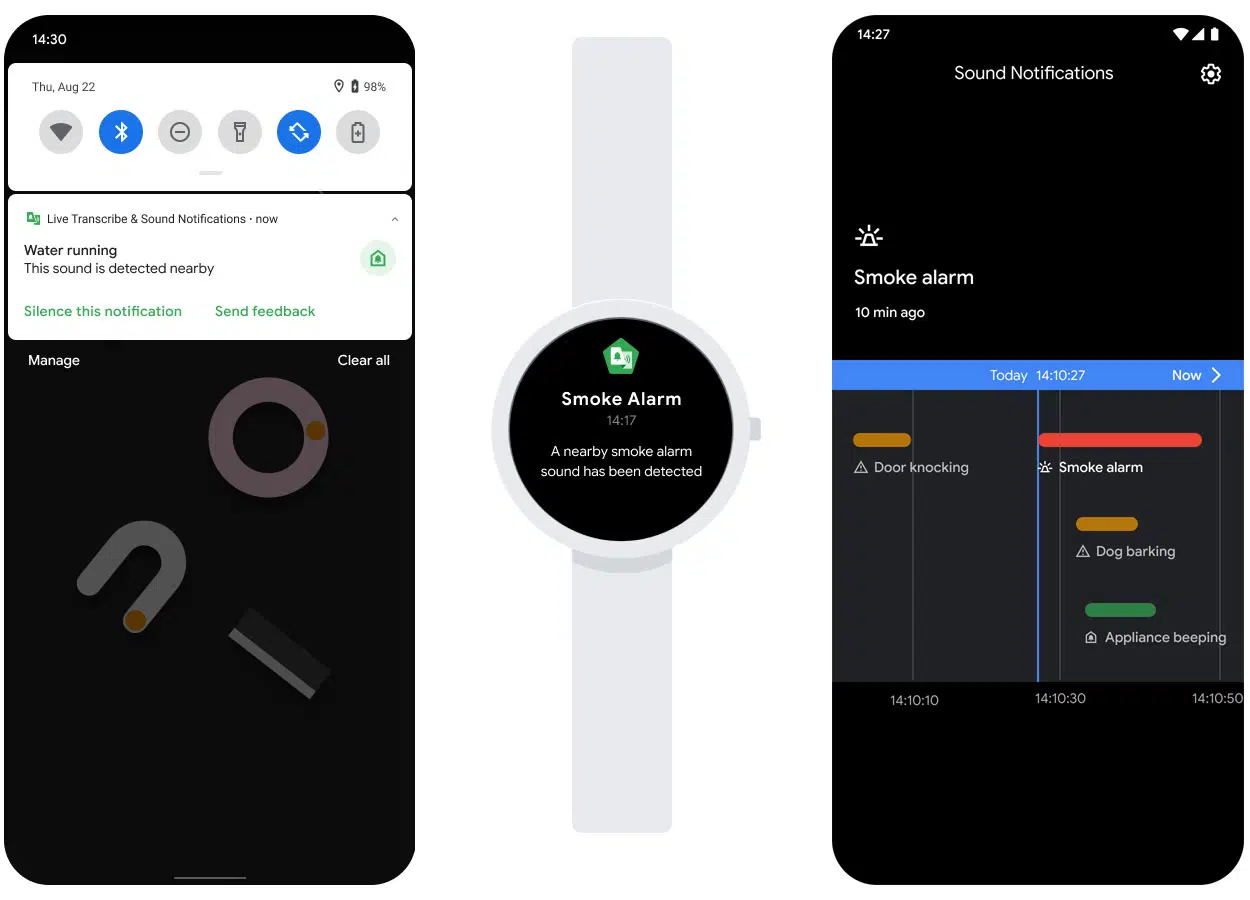 14:30
Thu, Aug 22
98%
Live Transcribe & Sound Notifications · now
Water running
This sound is detected nearby
Silence this notification Send feedback
Manage Clear all
Smoke Alarm
14:17
A nearby smoke alarm
sound has been detected
14:27
Sound Notifications
Smoke alarm
10 min ago
Today 14:10:27 Now
Door knocking
Smoke alarm
Dog barking
Appliance beeping
14:10:10 14:10:30 14:10:50